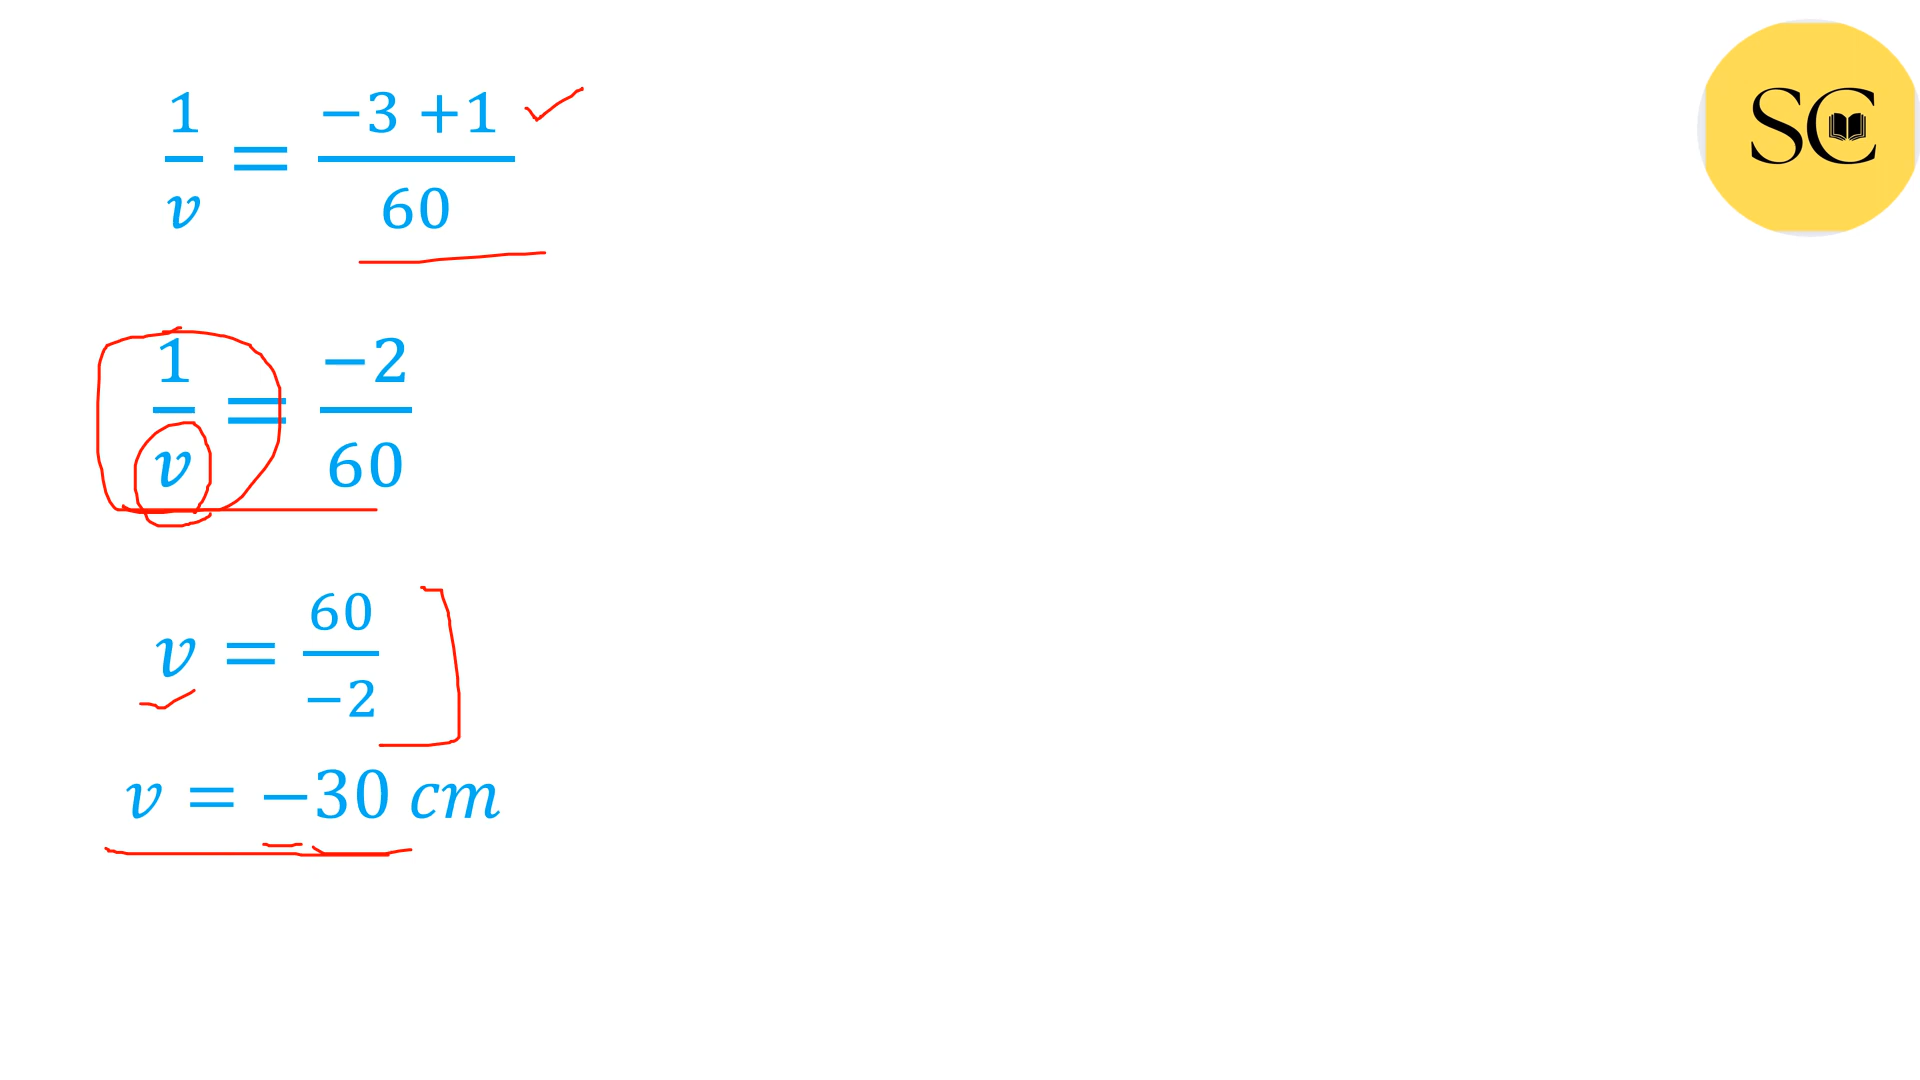 1/v = (−3 +1)/60
1/v = −2/60
v = 60/−2
v = −30 cm
SC